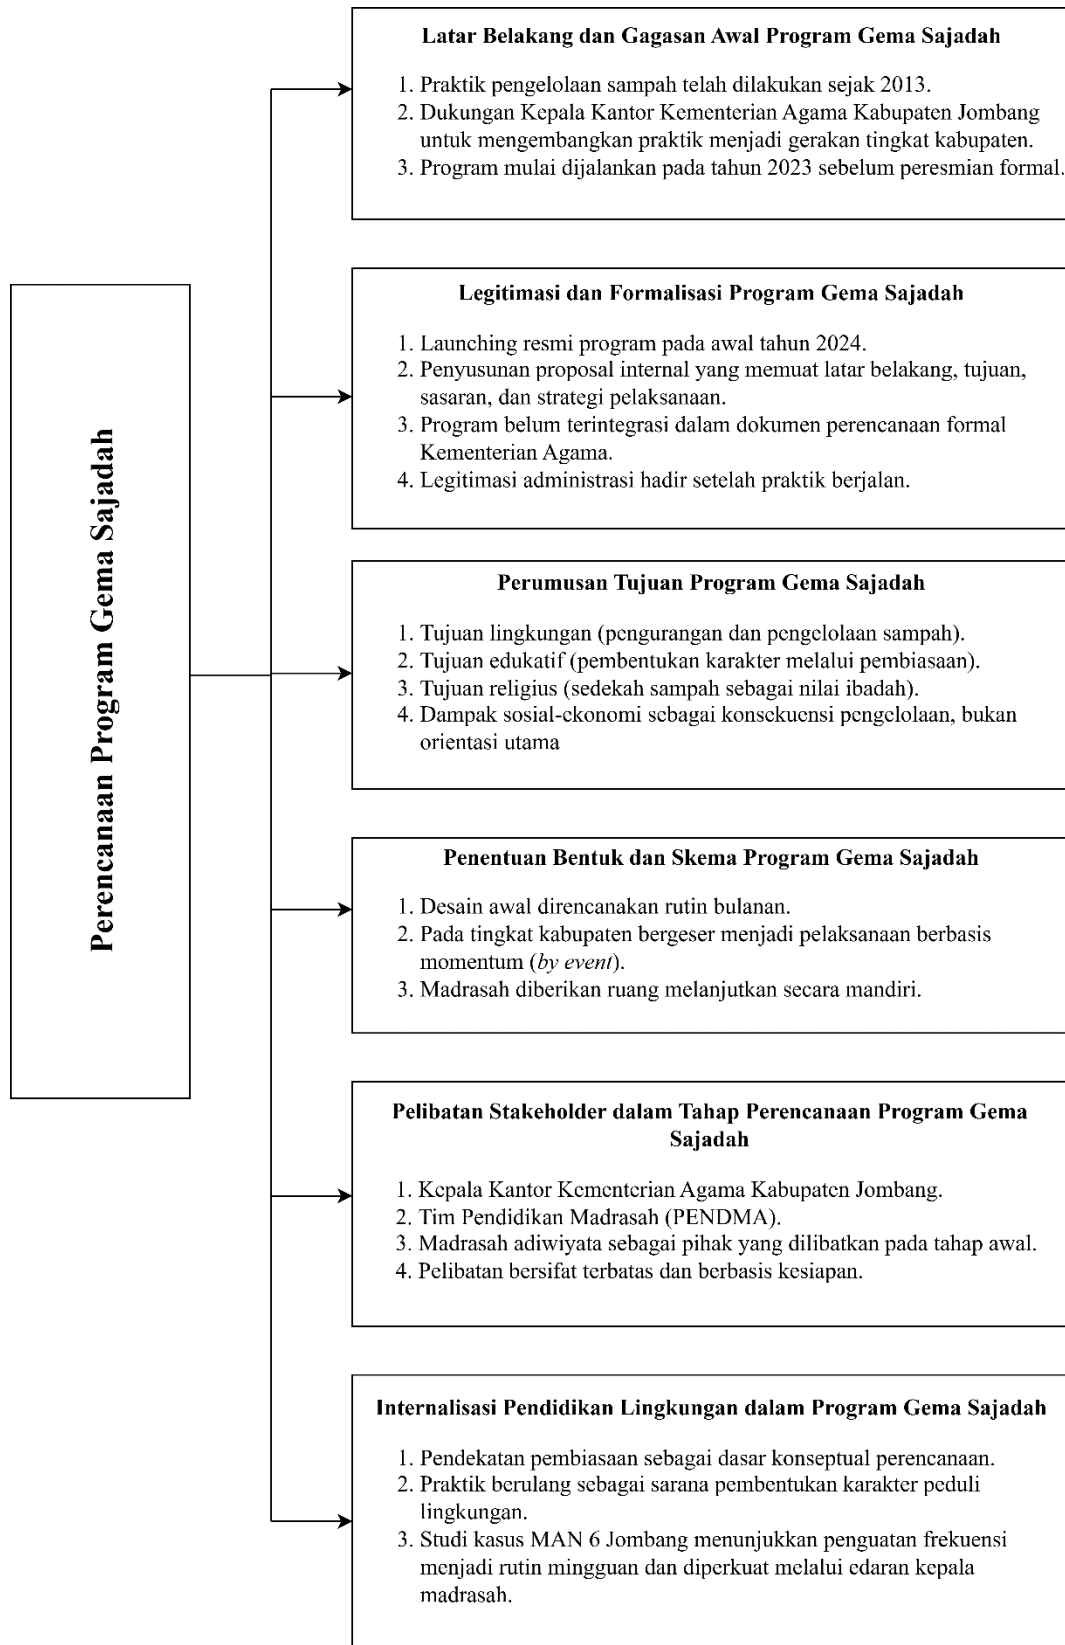 Perencanaan Program Gema Sajadah
Latar Belakang dan Gagasan Awal Program Gema Sajadah
1. Praktik pengelolaan sampah telah dilakukan sejak 2013.
2. Dukungan Kepala Kantor Kementerian Agama Kabupaten Jombang
untuk mengembangkan praktik menjadi gerakan tingkat kabupaten.
3. Program mulai dijalankan pada tahun 2023 sebelum peresmian formal.
Legitimasi dan Formalisasi Program Gema Sajadah
1. Launching resmi program pada awal tahun 2024.
2. Penyusunan proposal internal yang memuat latar belakang, tujuan,
sasaran, dan strategi pelaksanaan.
3. Program belum terintegrasi dalam dokumen perencanaan formal
Kementerian Agama.
4. Legitimasi administrasi hadir setelah praktik berjalan.
Perumusan Tujuan Program Gema Sajadah
1. Tujuan lingkungan (pengurangan dan pengelolaan sampah).
2. Tujuan edukatif (pembentukan karakter melalui pembiasaan).
3. Tujuan religius (sedekah sampah sebagai nilai ibadah).
4. Dampak sosial-ekonomi sebagai konsekuensi pengelolaan, bukan
orientasi utama
Penentuan Bentuk dan Skema Program Gema Sajadah
1. Desain awal direncanakan rutin bulanan.
2. Pada tingkat kabupaten bergeser menjadi pelaksanaan berbasis
momentum (by event).
3. Madrasah diberikan ruang melanjutkan secara mandiri.
Pelibatan Stakeholder dalam Tahap Perencanaan Program Gema
Sajadah
1. Kepala Kantor Kementerian Agama Kabupaten Jombang.
2. Tim Pendidikan Madrasah (PENDMA).
3. Madrasah adiwiyata sebagai pihak yang dilibatkan pada tahap awal.
4. Pelibatan bersifat terbatas dan berbasis kesiapan.
Internalisasi Pendidikan Lingkungan dalam Program Gema Sajadah
1. Pendekatan pembiasaan sebagai dasar konseptual perencanaan.
2. Praktik berulang sebagai sarana pembentukan karakter peduli
lingkungan.
3. Studi kasus MAN 6 Jombang menunjukkan penguatan frekuensi
menjadi rutin mingguan dan diperkuat melalui edaran kepala
madrasah.